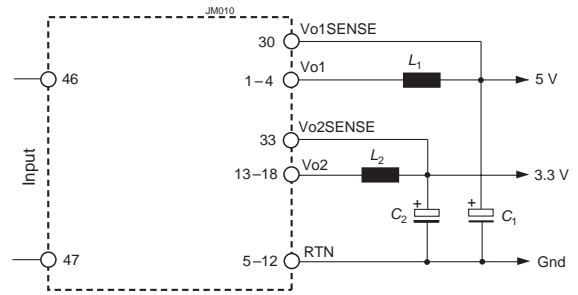 JM010
30 Vo1SENSE
46 1–4 Vo1 L1 5 V
33 Vo2SENSE
Input 13–18 Vo2 L2 3.3 V
+ +
C2 C1
47 5–12 RTN Gnd